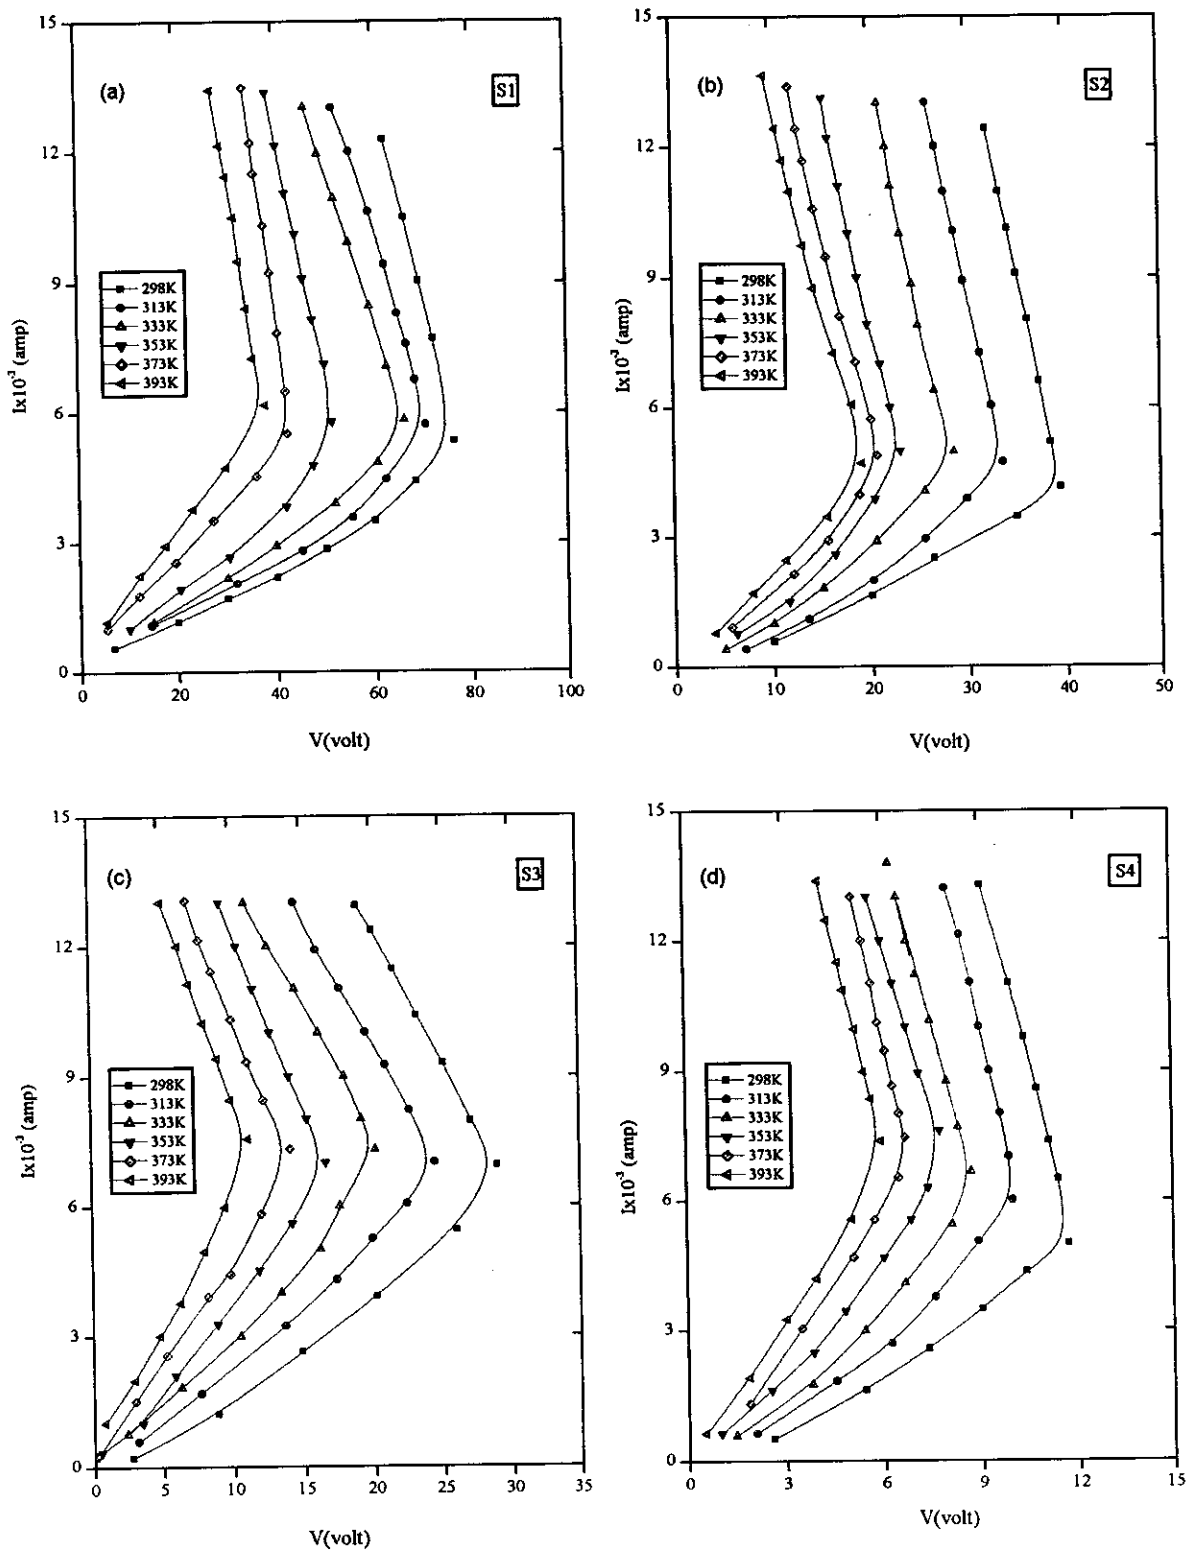 (a)
S1
15
12
9
6
3
0
I×10⁻³ (amp)
298K
313K
333K
353K
373K
393K
0 20 40 60 80 100
V(volt)
(b)
S2
15
12
9
6
3
0
I×10⁻³ (amp)
298K
313K
333K
353K
373K
393K
0 10 20 30 40 50
V(volt)
(c)
S3
15
12
9
6
3
0
I×10⁻³ (amp)
298K
313K
333K
353K
373K
393K
0 5 10 15 20 25 30 35
V(volt)
(d)
S4
15
12
9
6
3
0
I×10⁻³ (amp)
298K
313K
333K
353K
373K
393K
0 3 6 9 12 15
V(volt)